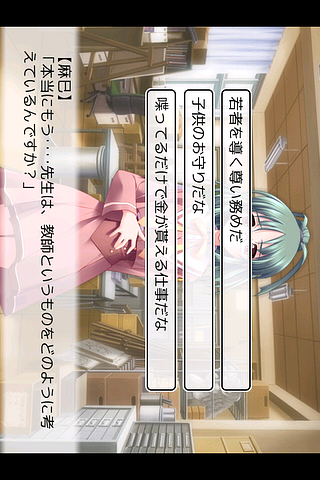 若者を導く尊い務めだ
子供のお守りだな
喋ってるだけで金が貰える仕事だな
【麻巳】
「本当にもう‥‥先生は、教師というものをどのように考
えているんですか？」